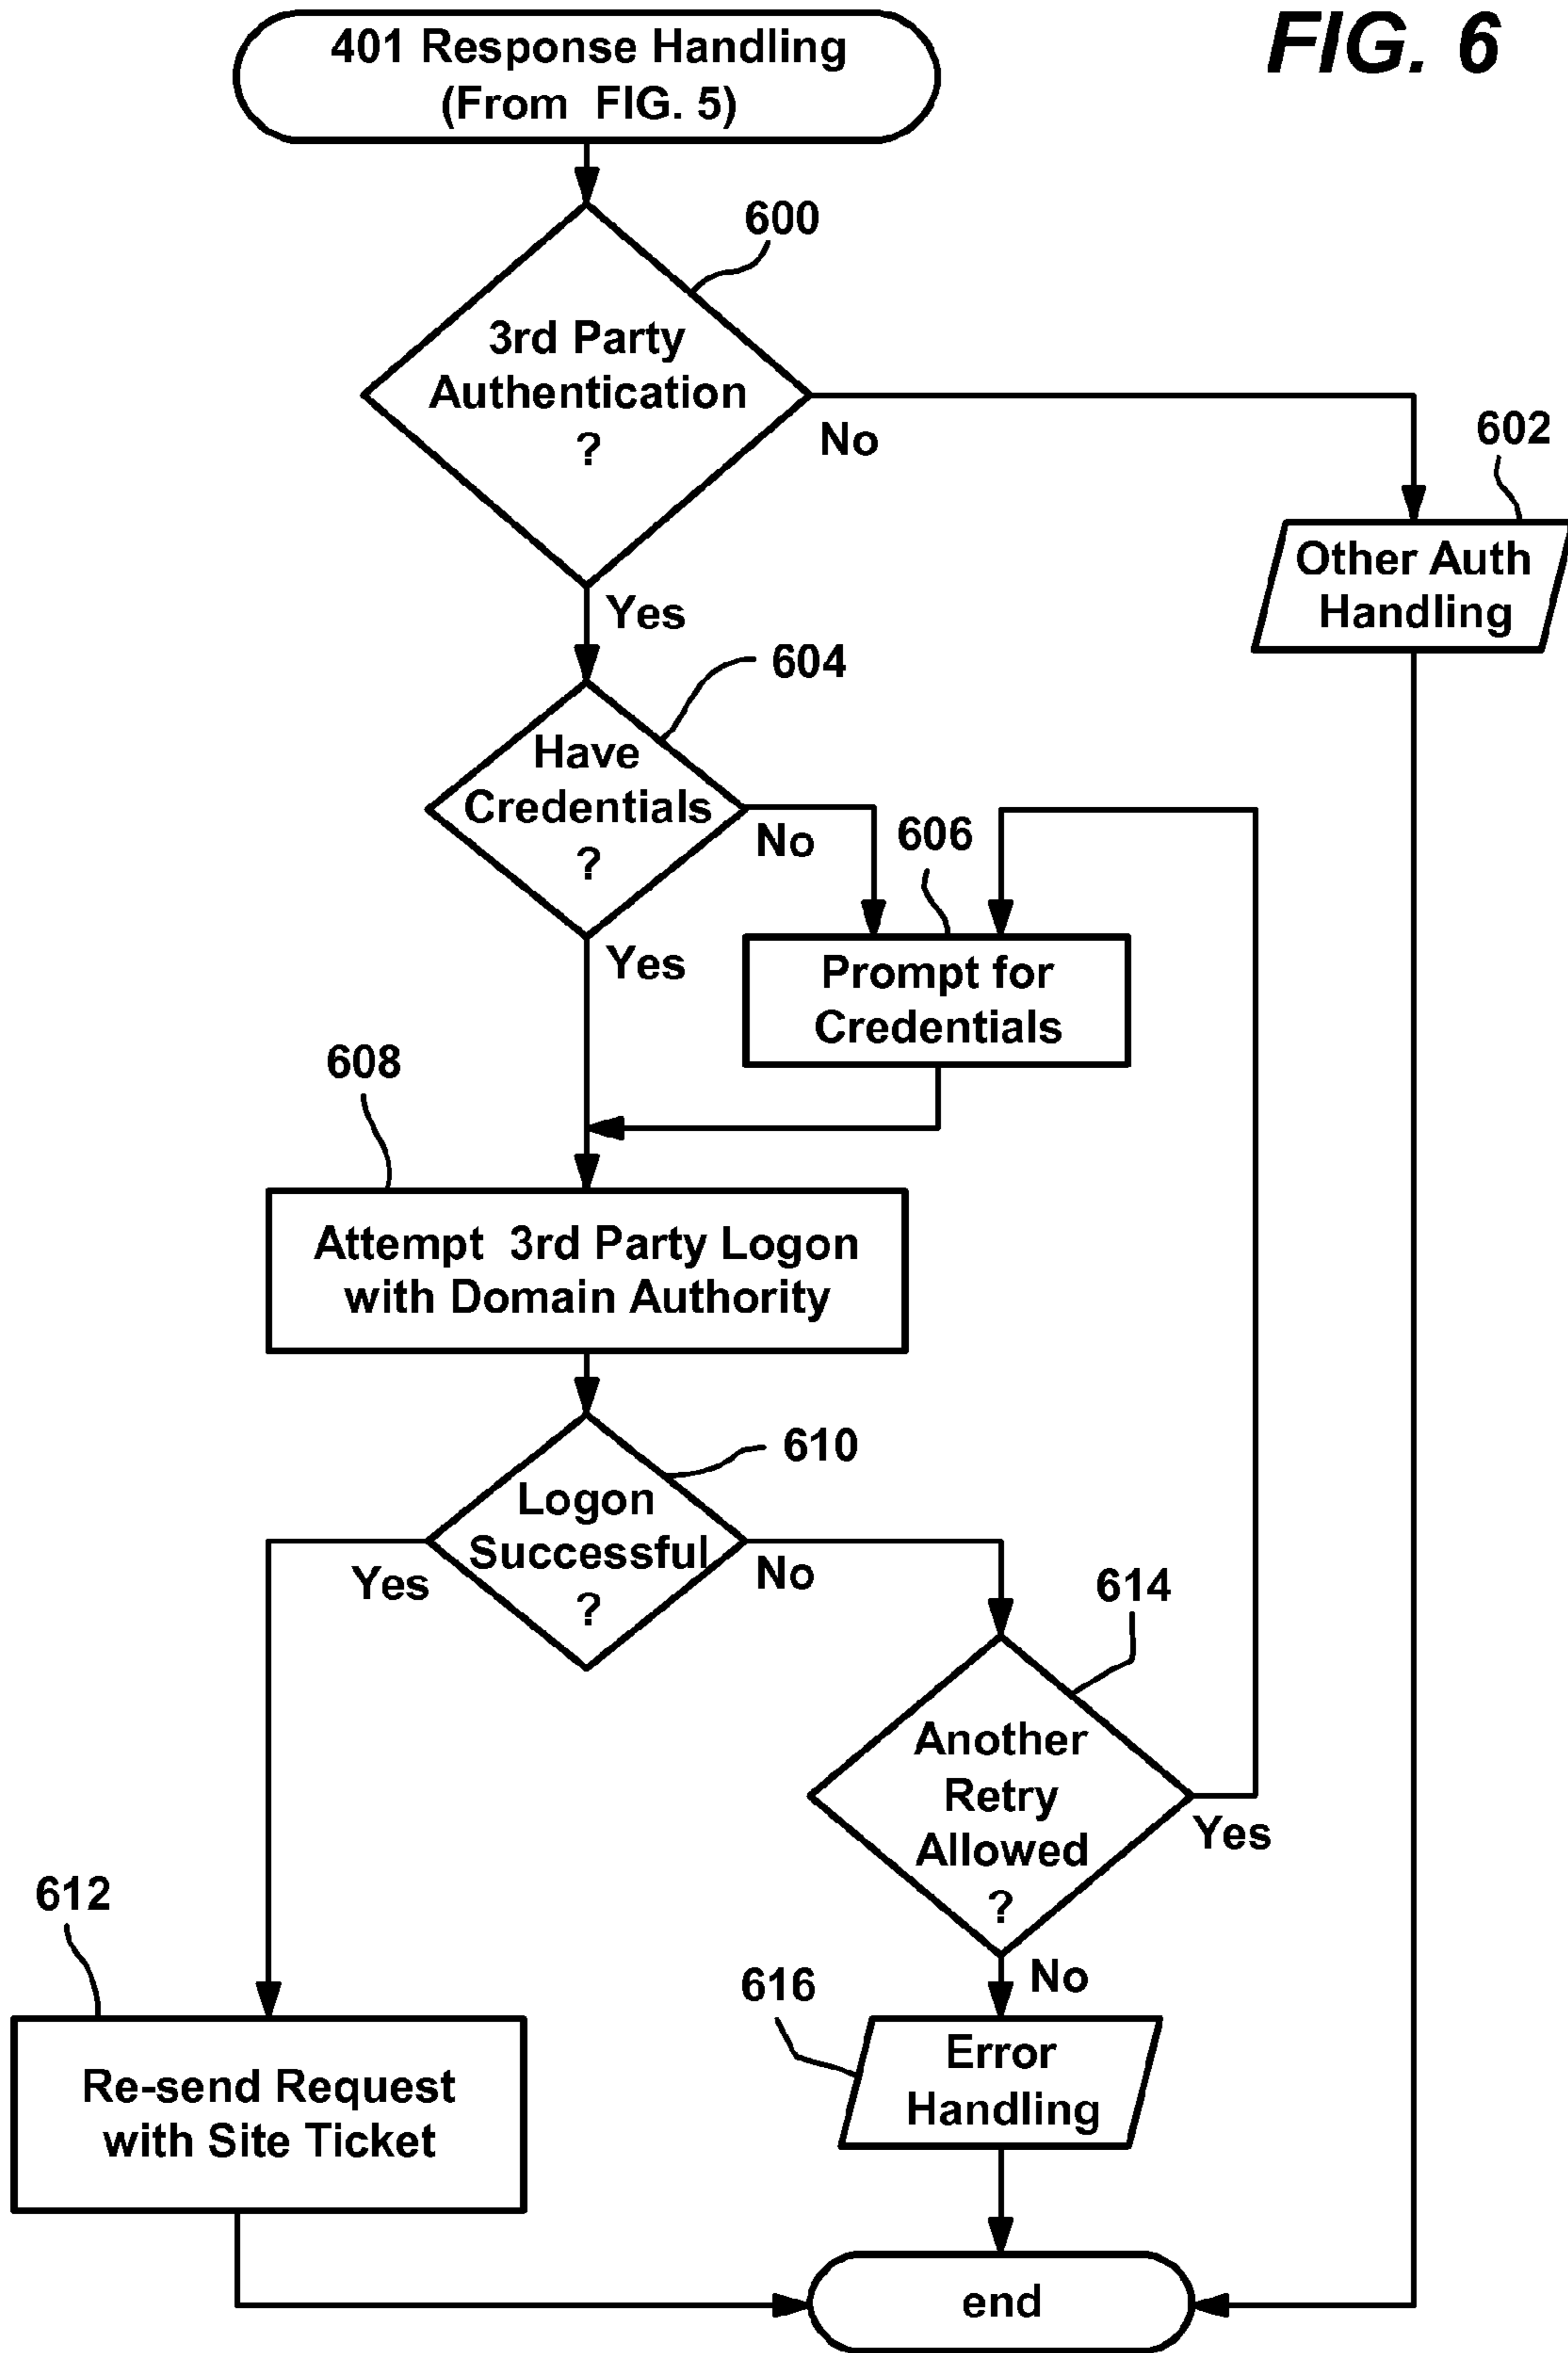 FIG. 6
401 Response Handling
(From FIG. 5)
600
3rd Party
Authentication
?
No
602
Other Auth
Handling
Yes
604
Have
Credentials
?
No
606
Yes
Prompt for
Credentials
608
Attempt 3rd Party Logon
with Domain Authority
610
Logon
Successful
?
Yes
No
614
Another
Retry
Allowed
?
Yes
612
No
616
Re-send Request
with Site Ticket
Error
Handling
end